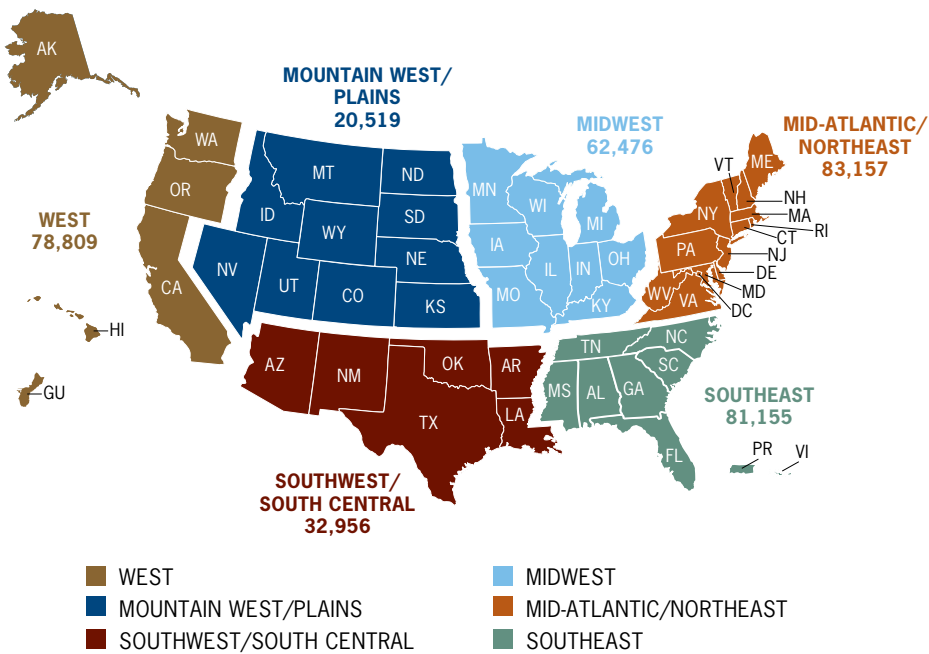 AK
MOUNTAIN WEST/
PLAINS
20,519
MIDWEST
62,476
MID-ATLANTIC/
NORTHEAST
83,157
WEST
78,809
WA
OR
CA
HI
GU
MT
ND
ID
SD
WY
NE
NV
UT
CO
KS
MN
WI
MI
IA
IL
IN
OH
MO
KY
ME
VT
NH
NY
MA
RI
CT
PA
NJ
DE
MD
DC
WV
VA
AZ
NM
OK
AR
TX
LA
TN
NC
SC
MS
AL
GA
FL
PR
VI
SOUTHEAST
81,155
SOUTHWEST/
SOUTH CENTRAL
32,956
WEST
MOUNTAIN WEST/PLAINS
SOUTHWEST/SOUTH CENTRAL
MIDWEST
MID-ATLANTIC/NORTHEAST
SOUTHEAST